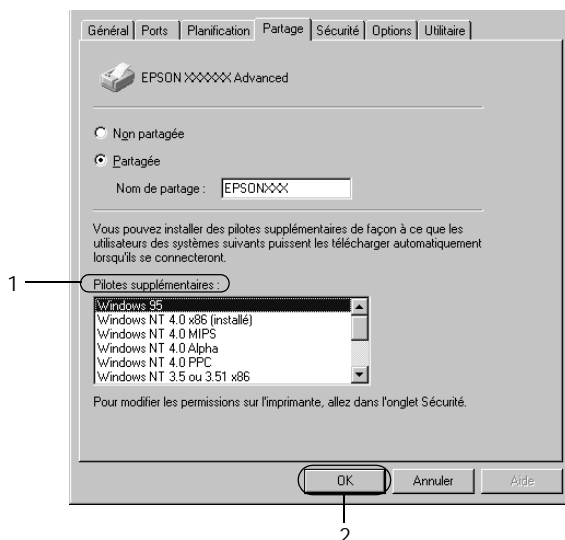 Général Ports Planification Partage Sécurité Options Utilitaire
EPSON XXXXXX Advanced
Non partagée
Partagée
Nom de partage : EPSONXXX
Vous pouvez installer des pilotes supplémentaires de façon à ce que les
utilisateurs des systèmes suivants puissent les télécharger automatiquement
lorsqu'ils se connecteront.
1
Pilotes supplémentaires :
Windows 95
Windows NT 4.0 x86 (installé)
Windows NT 4.0 MIPS
Windows NT 4.0 Alpha
Windows NT 4.0 PPC
Windows NT 3.5 ou 3.51 x86
Pour modifier les permissions sur l'imprimante, allez dans l'onglet Sécurité.
OK Annuler Aide
2